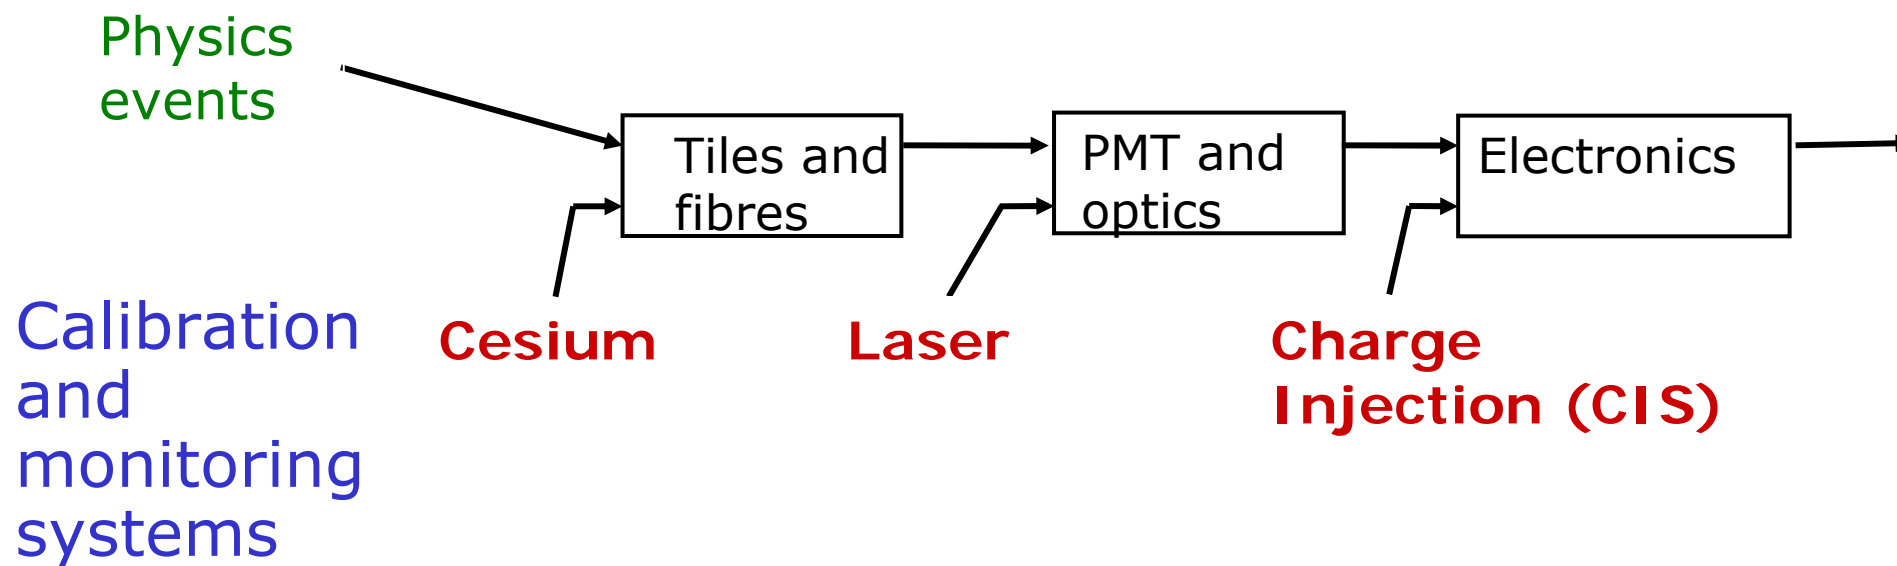 Physics
events
Tiles and
fibres
PMT and
optics
Electronics
Calibration
and
monitoring
systems
Cesium
Laser
Charge
Injection (CIS)